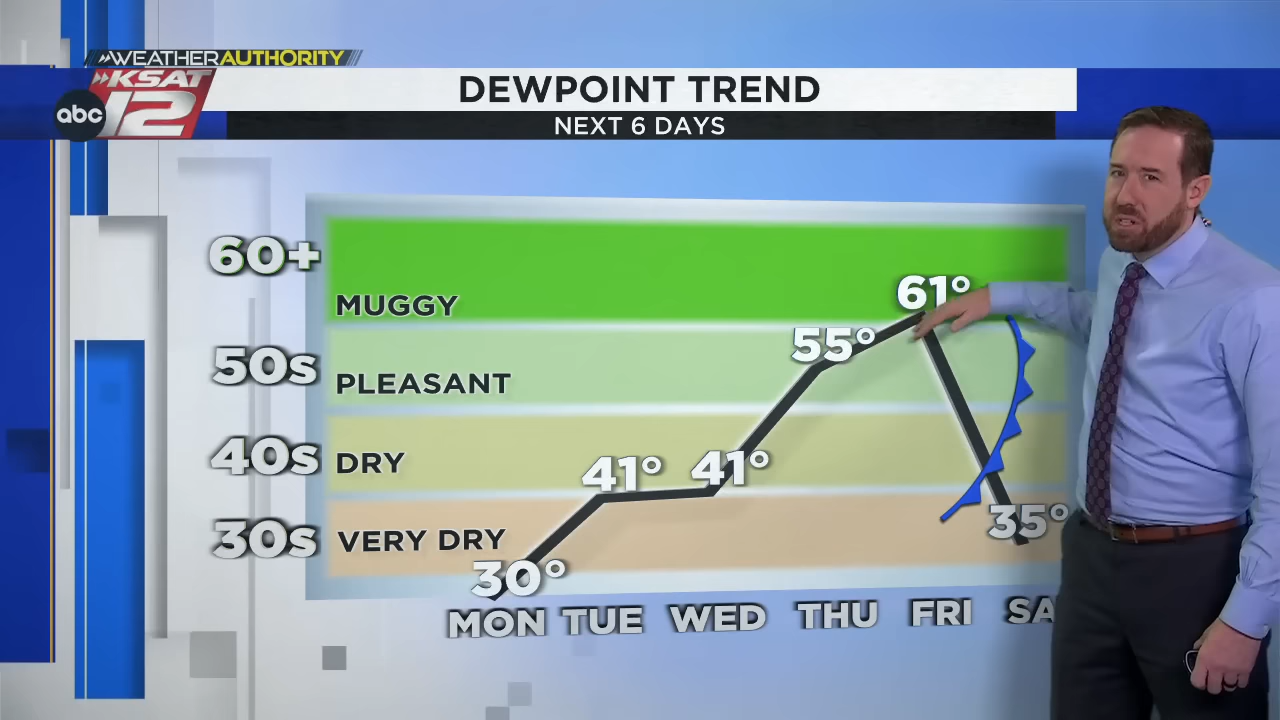 WEATHERAUTHORITY
KSAT
abc 12
DEWPOINT TREND
NEXT 6 DAYS
60+
MUGGY
61°
50s
PLEASANT
55°
40s
DRY
41° 41°
30s
VERY DRY
35°
30°
MON TUE WED THU FRI SA